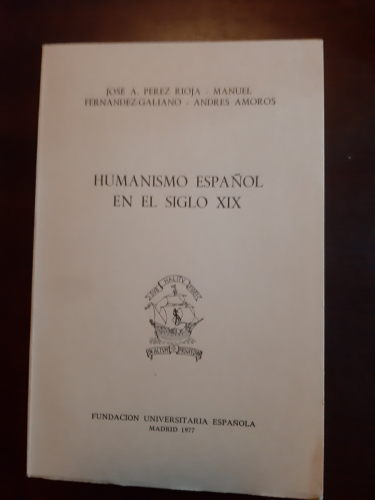 JOSE A. PEREZ RIOJA - MANUEL
FERNANDEZ-GALIANO - ANDRES AMOROS
HUMANISMO ESPAÑOL
EN EL SIGLO XIX
FUNDACION UNIVERSITARIA ESPAÑOLA
MADRID 1977